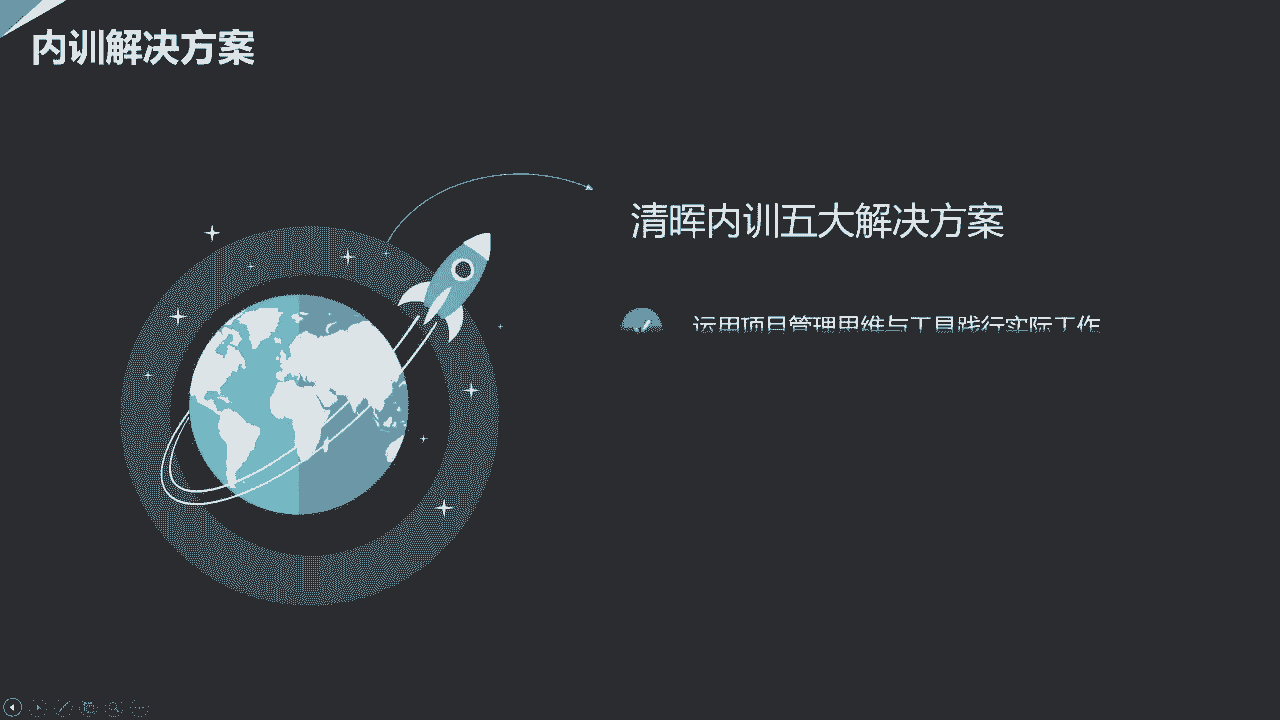 内训解决方案
清晖内训五大解决方案
运用项目管理思维与工具践行实际工作